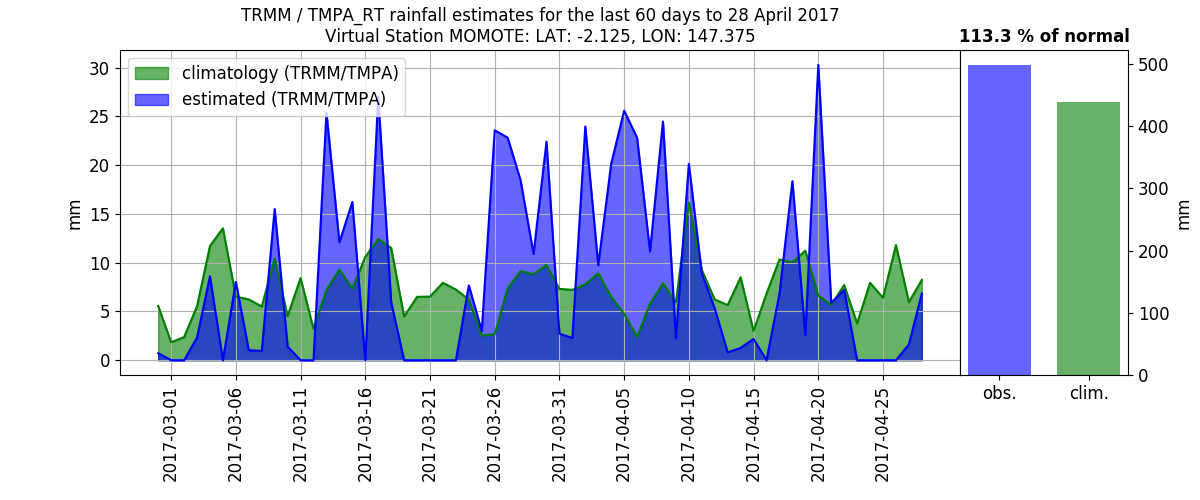 TRMM / TMPA_RT rainfall estimates for the last 60 days to 28 April 2017
Virtual Station MOMOTE: LAT: -2.125, LON: 147.375
113.3 % of normal
climatology (TRMM/TMPA)
estimated (TRMM/TMPA)
30
25
20
15
10
5
0
mm
2017-03-01
2017-03-06
2017-03-11
2017-03-16
2017-03-21
2017-03-26
2017-03-31
2017-04-05
2017-04-10
2017-04-15
2017-04-20
2017-04-25
500
400
300
200
100
0
mm
obs.
clim.